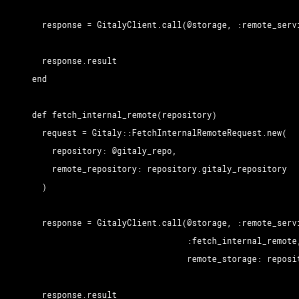 response = GitalyClient.call(@storage, :remote_servi
response.result
end
def fetch_internal_remote(repository)
request = Gitaly::FetchInternalRemoteRequest.new(
repository: @gitaly_repo,
remote_repository: repository.gitaly_repository
)
response = GitalyClient.call(@storage, :remote_servi
:fetch_internal_remote,
remote_storage: reposit
response.result